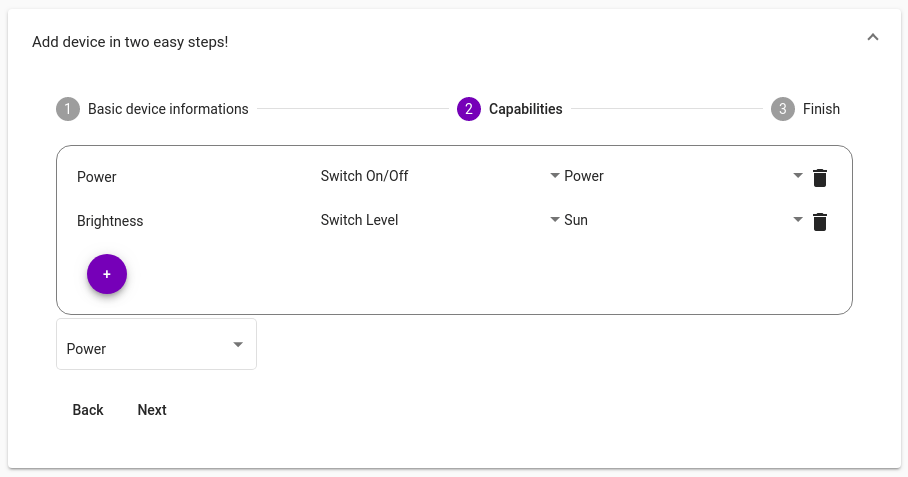 Add device in two easy steps!
1 Basic device informations 2 Capabilities 3 Finish
Power Switch On/Off Power
Brightness Switch Level Sun
+
Power
Back Next